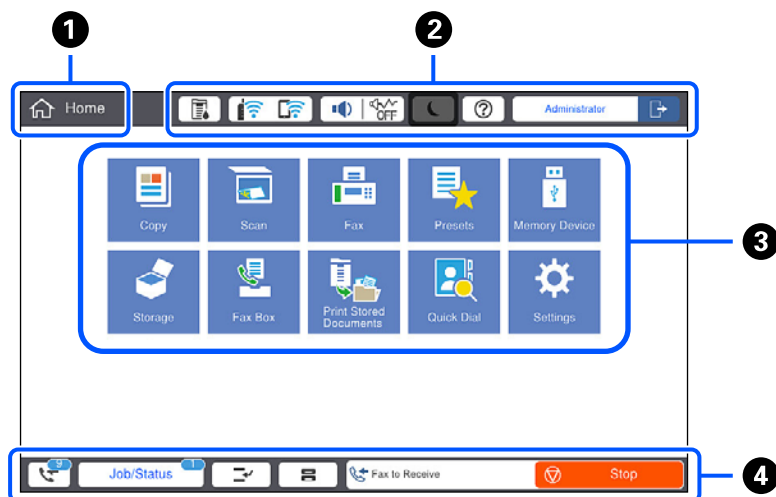 1
2
Home
OFF
?
Administrator
Copy
Scan
Fax
Presets
Memory Device
3
Storage
Fax Box
Print Stored
Documents
Quick Dial
Settings
9
Job/Status
1
Fax to Receive
Stop
4